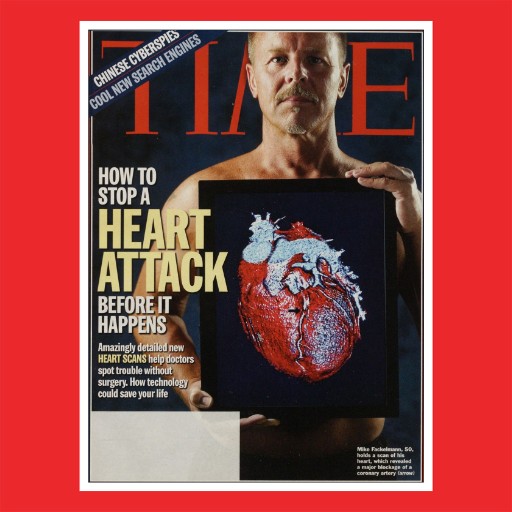 CHINESE CYBERSPIES
COOL NEW SEARCH ENGINES
TIME
HOW TO
STOP A
HEART
ATTACK
BEFORE IT
HAPPENS
Amazingly detailed new
HEART SCANS help doctors
spot trouble without
surgery. How technology
could save your life
Mike Fackelmann, 50,
holds a scan of his
heart, which revealed
a major blockage of a
coronary artery (arrow)